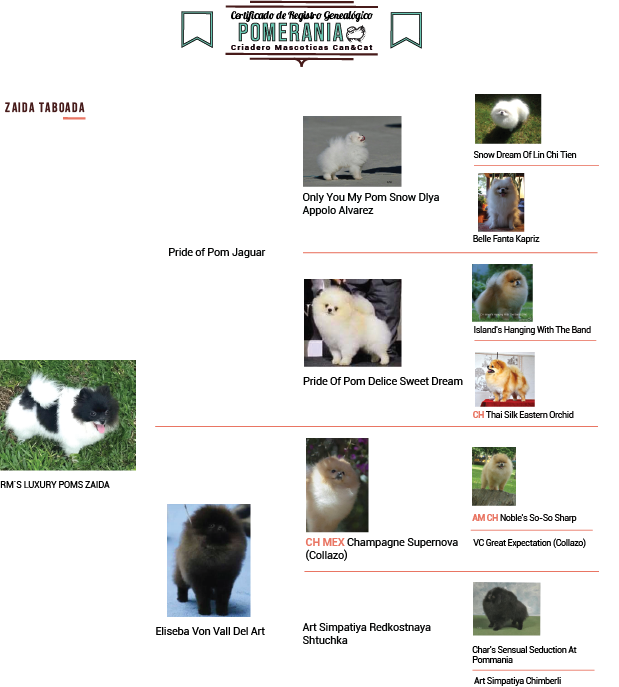 Certificado de Registro Genealógico
POMERANIA
Criadero Mascoticas Can&Cat
ZAIDA TABOADA
Snow Dream Of Lin Chi Tien
Only You My Pom Snow Dlya
Appolo Alvarez
Belle Fanta Kapriz
Pride of Pom Jaguar
Island's Hanging With The Band
Pride Of Pom Delice Sweet Dream
CH Thai Silk Eastern Orchid
RM´S LUXURY POMS ZAIDA
AM CH Noble's So-So Sharp
CH MEX Champagne Supernova
(Collazo)
VC Great Expectation (Collazo)
Eliseba Von Vall Del Art
Art Simpatiya Redkostnaya
Shtuchka
Char's Sensual Seduction At
Pommania
Art Simpatiya Chimberli